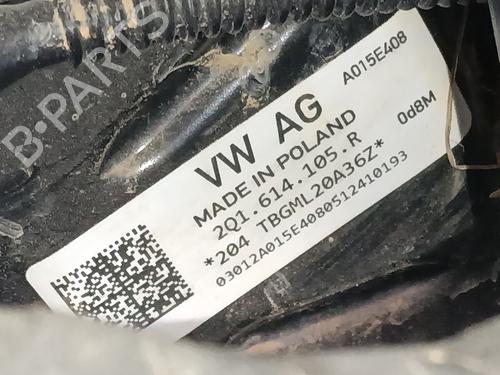 B-PARTS
A015E408
VW AG
0d8M
MADE IN POLAND
2Q1.614.105.R
*204 TBGML20A36Z*
03012A015E4080512410193